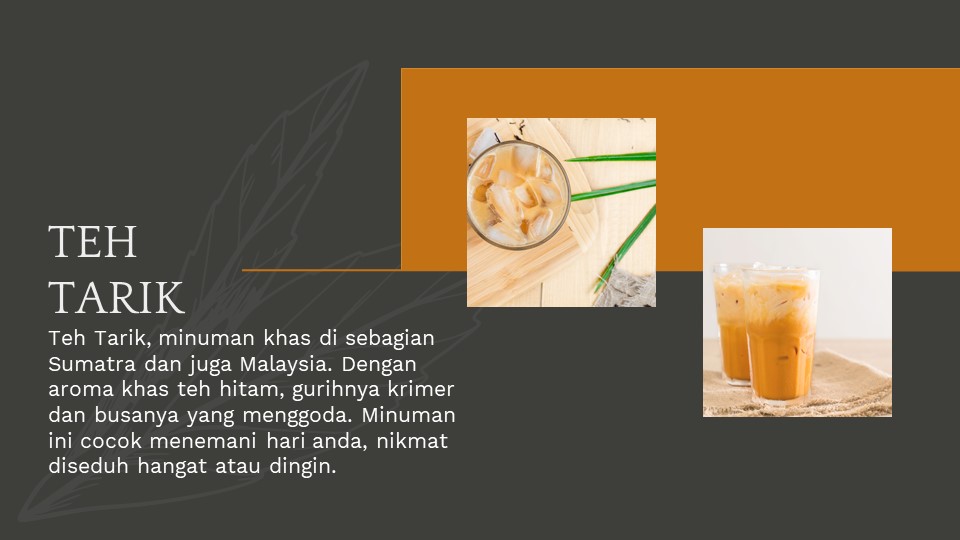 TEH
TARIK
Teh Tarik, minuman khas di sebagian
Sumatra dan juga Malaysia. Dengan
aroma khas teh hitam, gurihnya krimer
dan busanya yang menggoda. Minuman
ini cocok menemani hari anda, nikmat
diseduh hangat atau dingin.